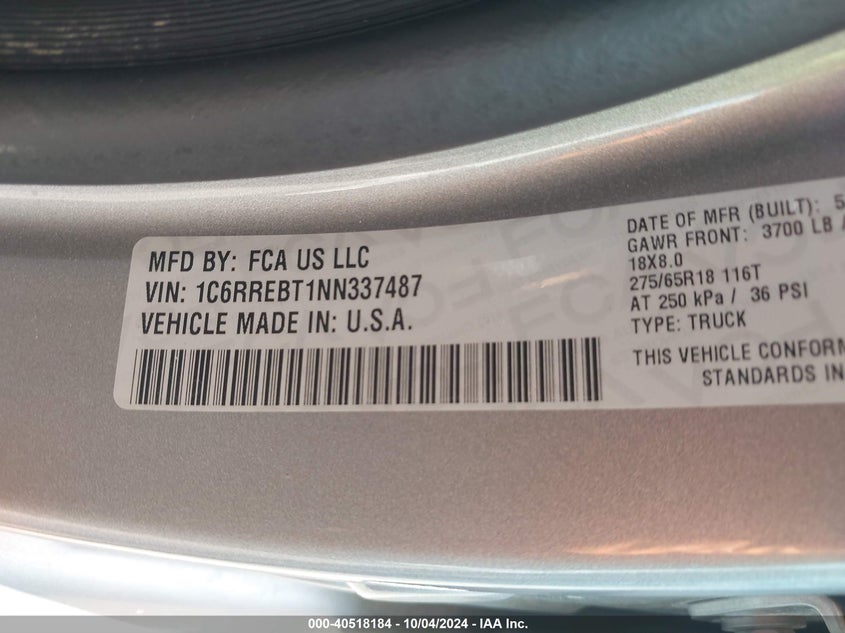 MFD BY: FCA US LLC
VIN: 1C6RREBT1NN337487
VEHICLE MADE IN: U.S.A.
DATE OF MFR (BUILT): 5
GAWR FRONT: 3700 LB
18X8.0
275/65R18 116T
AT 250 kPa / 36 PSI
TYPE: TRUCK
THIS VEHICLE CONFORM
STANDARDS IN
000-40518184 - 10/04/2024 - IAA Inc.